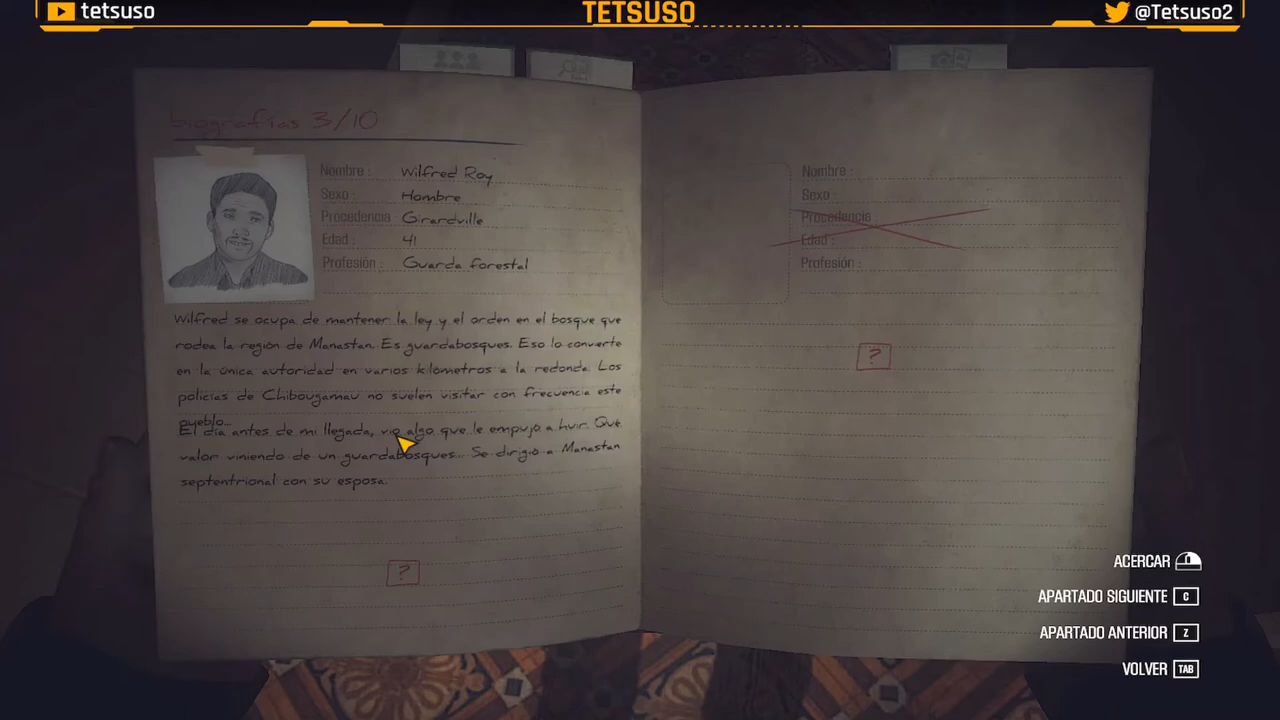 tetsuso
TETSUSO
@Tetsuso2
biografías 3/10
Nombre : Wilfred Roy
Sexo : Hombre
Procedencia : Girardville
Edad : 41
Profesión : Guarda forestal
Wilfred se ocupa de mantener la ley y el orden en el bosque que
rodea la región de Manastan. Es guardabosques. Eso lo convierte
en la única autoridad en varios kilómetros a la redonda. Los
policías de Chibougamau no suelen visitar con frecuencia este
pueblo...
El día antes de mi llegada, vio algo que le empujó a huir. Qué
valor viniendo de un guardabosques... Se dirigió a Manastan
septentrional con su esposa.
?
Nombre :
Sexo :
Procedencia
Edad :
Profesión :
?
ACERCAR
APARTADO SIGUIENTE C
APARTADO ANTERIOR Z
VOLVER TAB